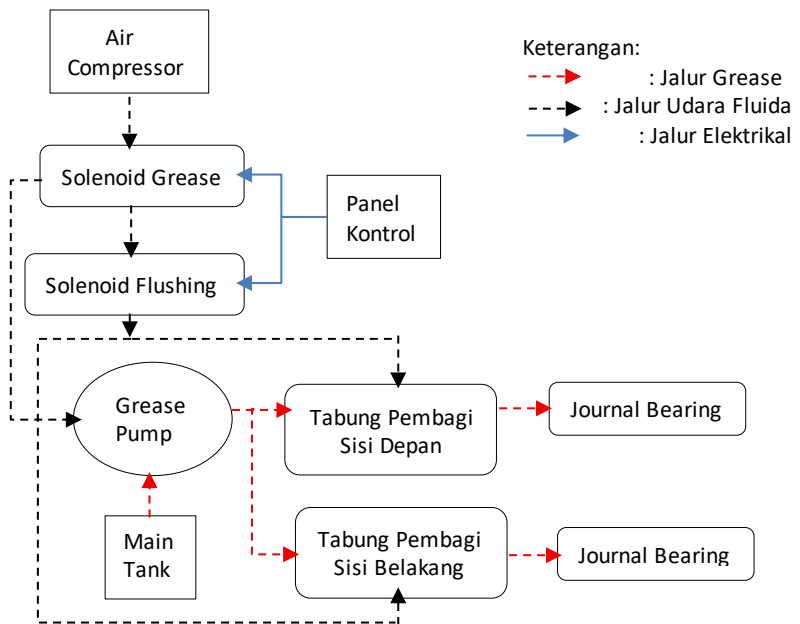 Air
Compressor
Keterangan:
: Jalur Grease
: Jalur Udara Fluida
: Jalur Elektrikal
Solenoid Grease
Panel
Kontrol
Solenoid Flushing
Grease
Pump
Tabung Pembagi
Sisi Depan
Journal Bearing
Main
Tank
Tabung Pembagi
Sisi Belakang
Journal Bearing